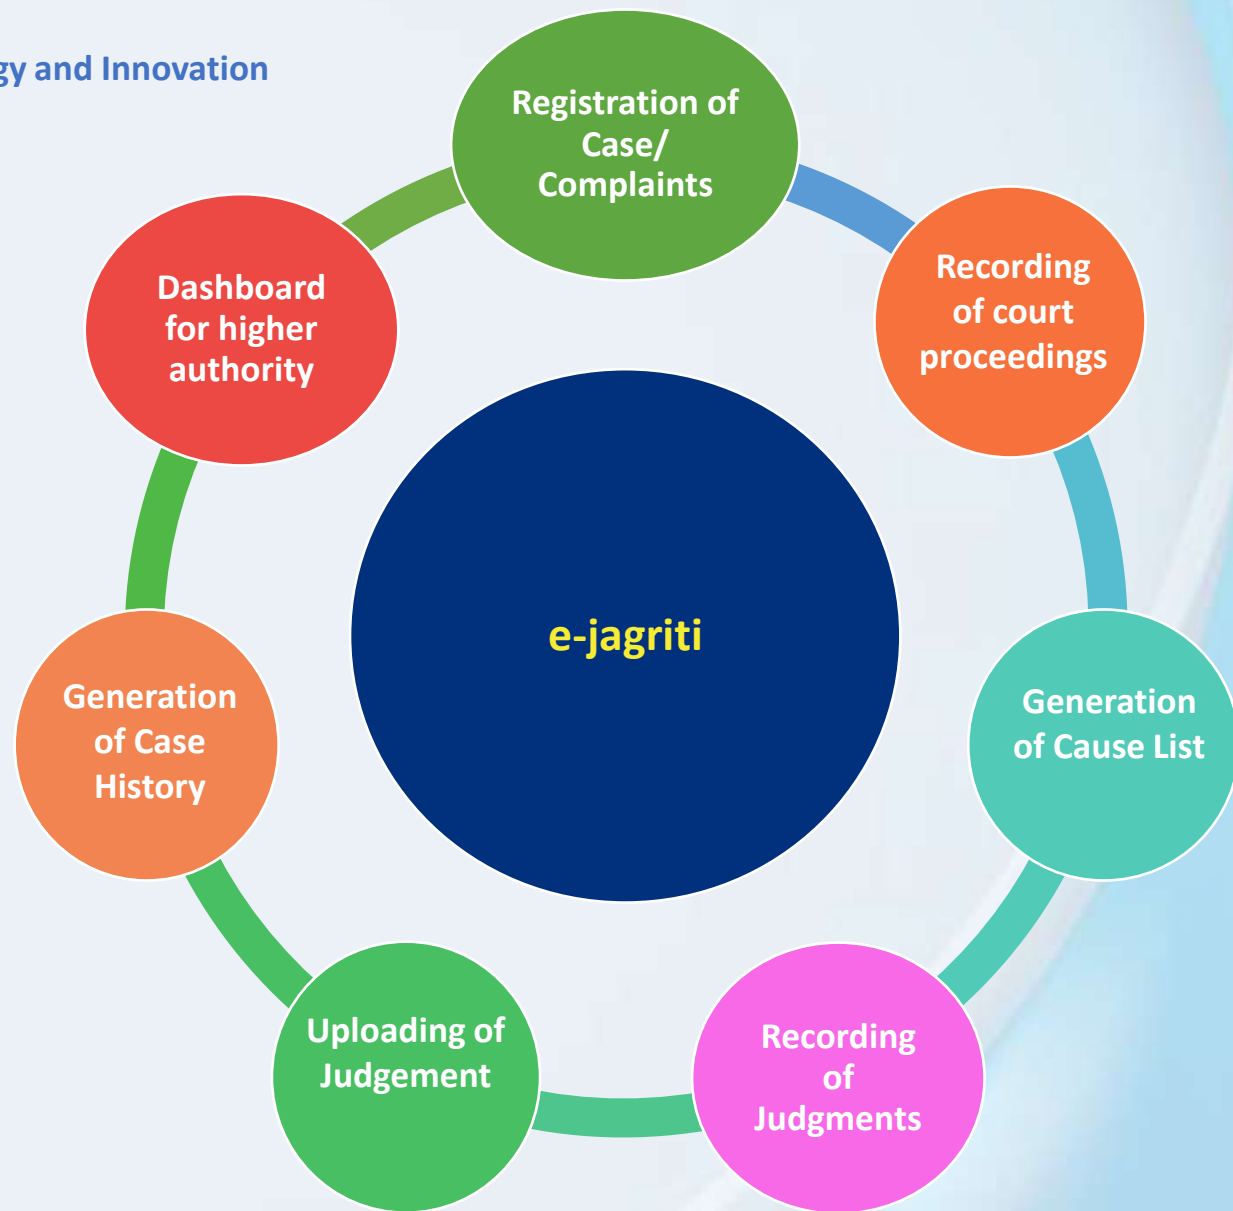 and Innovation
Registration of
Case/
Complaints
Recording
of court
proceedings
Generation
of Cause List
Recording
of
Judgments
Uploading of
Judgement
Generation
of Case
History
Dashboard
for higher
authority
e-jagriti